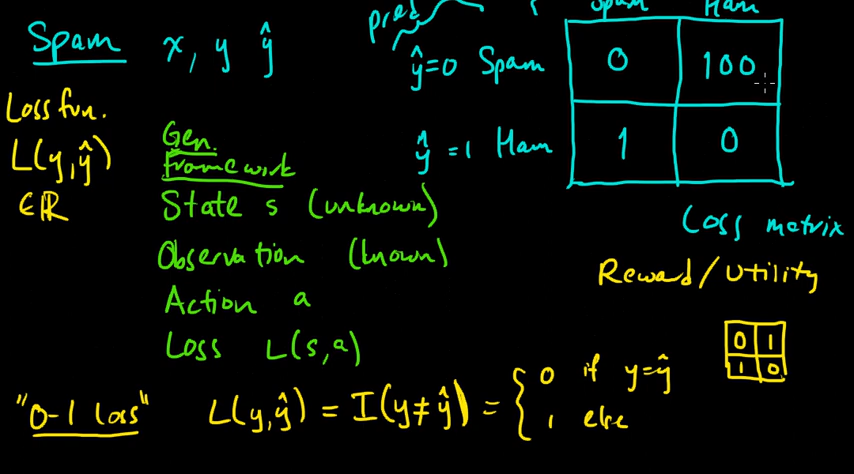 pred
Spam Ham
Spam x, y ŷ
ŷ=0 Spam 0 100
ŷ=1 Ham 1 0
Loss fun.
L(y,ŷ)
∈ℝ
Gen.
framework
State s (unknown)
Observation (known)
Action a
Loss L(s,a)
Loss matrix
Reward/Utility
0 1
1 0
"0-1 loss" L(y,ŷ) = I(y≠ŷ) = { 0 if y=ŷ
1 else